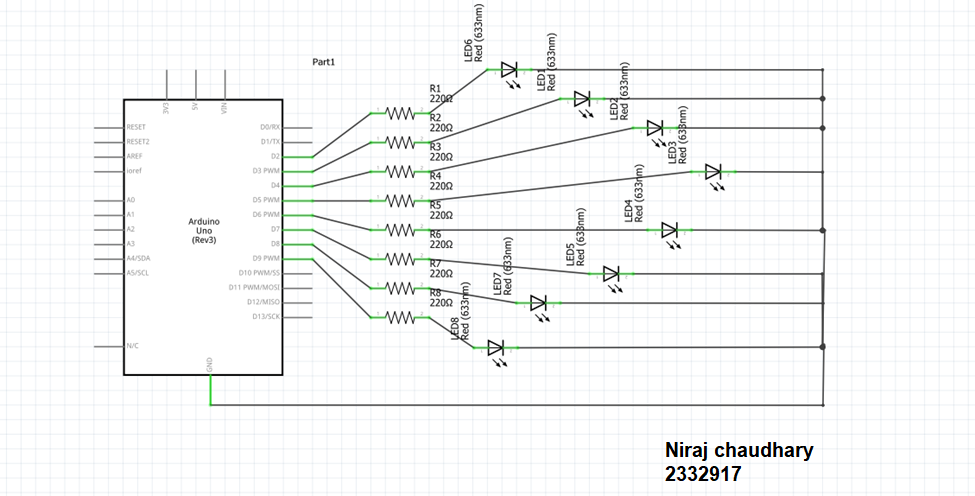 Part1
LED6
Red (633nm)
LED1
Red (633nm)
LED2
Red (633nm)
LED3
Red (633nm)
LED4
Red (633nm)
LED5
Red (633nm)
LED7
Red (633nm)
LED8
Red (633nm)
R1
220Ω
R2
220Ω
R3
220Ω
R4
220Ω
R5
220Ω
R6
220Ω
R7
220Ω
R8
220Ω
3V3
5V
VIN
RESET
RESET2
AREF
ioref
A0
A1
A2
A3
A4/SDA
A5/SCL
N/C
Arduino
Uno
(Rev3)
D0/RX
D1/TX
D2
D3 PWM
D4
D5 PWM
D6 PWM
D7
D8
D9 PWM
D10 PWM/SS
D11 PWM/MOSI
D12/MISO
D13/SCK
GND
Niraj chaudhary
2332917